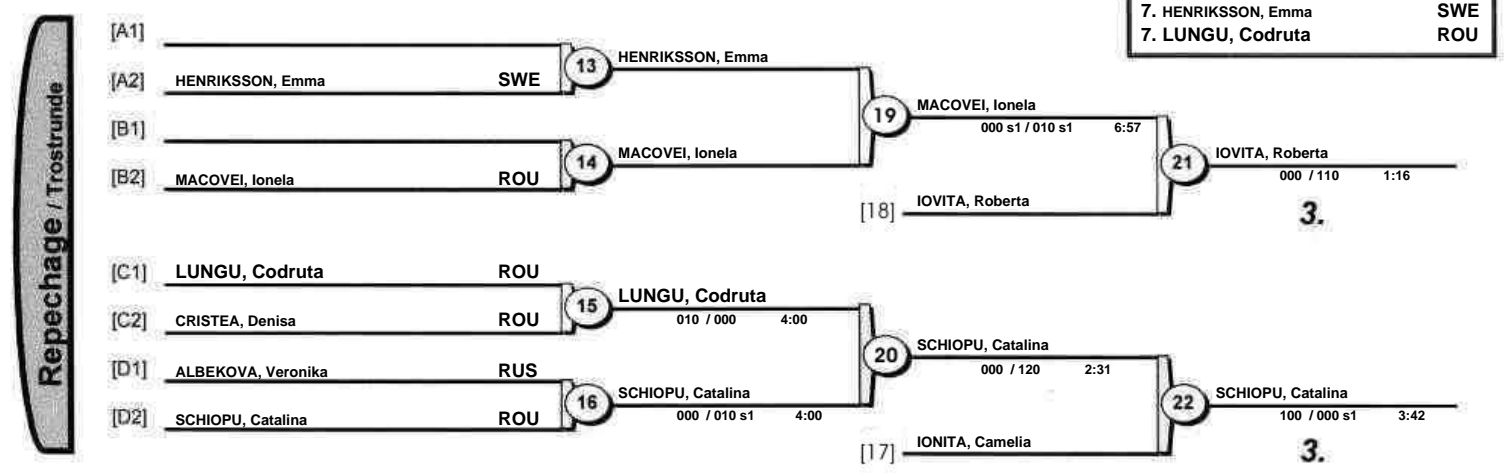 7. HENRIKSSON, Emma SWE
7. LUNGU, Codruta ROU
Repechage / Trostrunde
[A1]
13 HENRIKSSON, Emma
[A2] HENRIKSSON, Emma SWE
19 MACOVEI, Ionela
000 s1 / 010 s1 6:57
[B1]
14 MACOVEI, Ionela
[B2] MACOVEI, Ionela ROU
21 IOVITA, Roberta
000 / 110 1:16
[18] IOVITA, Roberta
3.
[C1] LUNGU, Codruta ROU
15 LUNGU, Codruta
010 / 000 4:00
[C2] CRISTEA, Denisa ROU
20 SCHIOPU, Catalina
000 / 120 2:31
[D1] ALBEKOVA, Veronika RUS
16 SCHIOPU, Catalina
000 / 010 s1 4:00
[D2] SCHIOPU, Catalina ROU
22 SCHIOPU, Catalina
100 / 000 s1 3:42
[17] IONITA, Camelia
3.